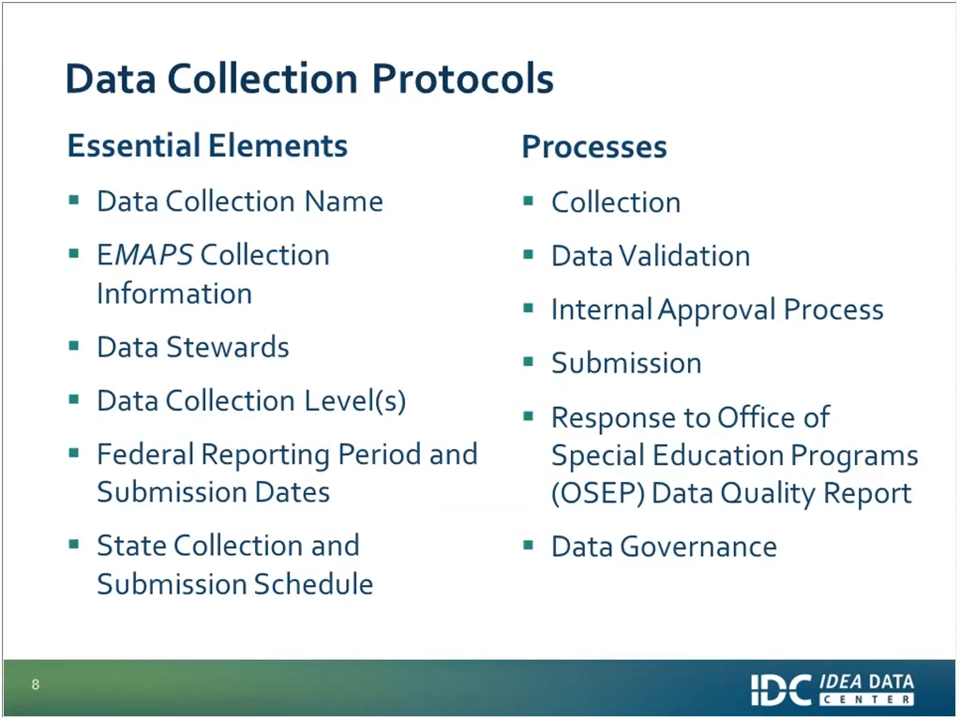 Data Collection Protocols
Essential Elements
▪ Data Collection Name
▪ EMAPS Collection
Information
▪ Data Stewards
▪ Data Collection Level(s)
▪ Federal Reporting Period and
Submission Dates
▪ State Collection and
Submission Schedule
Processes
▪ Collection
▪ Data Validation
▪ Internal Approval Process
▪ Submission
▪ Response to Office of
Special Education Programs
(OSEP) Data Quality Report
▪ Data Governance
8
IDC IDEA DATA
CENTER